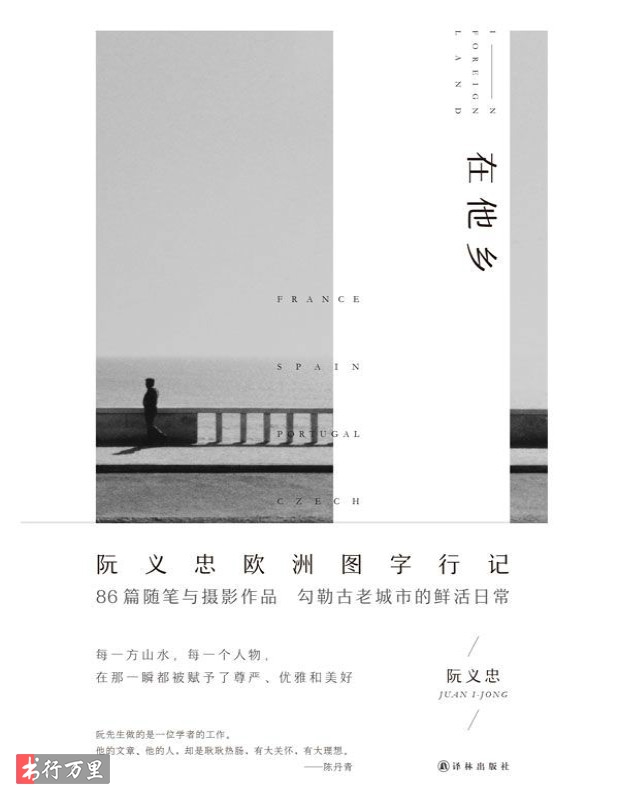 IN
FOREIGN
LAND
在他乡
FRANCE
SPAIN
PORTUGAL
CZECH
阮义忠欧洲图字行记
86篇随笔与摄影作品 勾勒古老城市的鲜活日常
每一方山水，每一个人物，
在那一瞬都被赋予了尊严、优雅和美好
阮义忠
JUAN I-JONG
阮先生做的是一位学者的工作。
他的文章、他的人，却是耿耿热肠，有大关怀，有大理想。
——陈丹青
译林出版社
书行万里